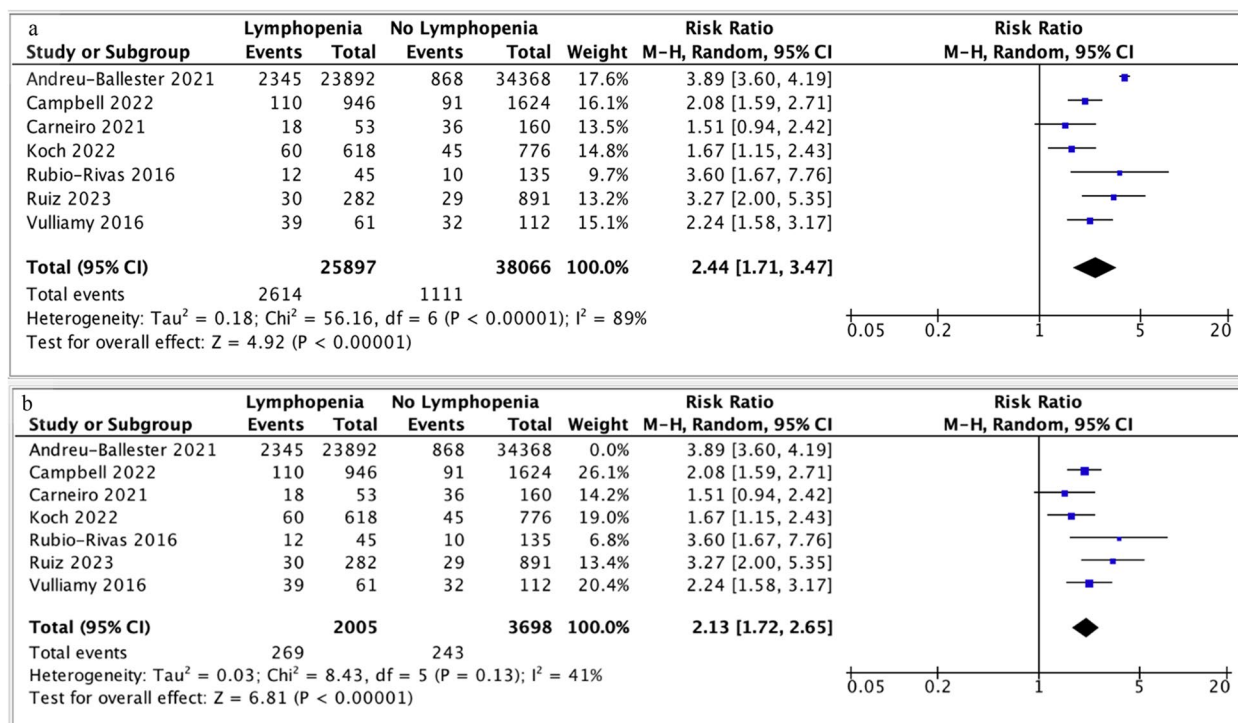 a
Lymphopenia No Lymphopenia Risk Ratio Risk Ratio
Study or Subgroup Events Total Events Total Weight M-H, Random, 95% CI M-H, Random, 95% CI
Andreu-Ballester 2021 2345 23892 868 34368 17.6% 3.89 [3.60, 4.19]
Campbell 2022 110 946 91 1624 16.1% 2.08 [1.59, 2.71]
Carneiro 2021 18 53 36 160 13.5% 1.51 [0.94, 2.42]
Koch 2022 60 618 45 776 14.8% 1.67 [1.15, 2.43]
Rubio-Rivas 2016 12 45 10 135 9.7% 3.60 [1.67, 7.76]
Ruiz 2023 30 282 29 891 13.2% 3.27 [2.00, 5.35]
Vulliamy 2016 39 61 32 112 15.1% 2.24 [1.58, 3.17]
Total (95% CI) 25897 38066 100.0% 2.44 [1.71, 3.47]
Total events 2614 1111
Heterogeneity: Tau² = 0.18; Chi² = 56.16, df = 6 (P < 0.00001); I² = 89%
Test for overall effect: Z = 4.92 (P < 0.00001)
0.05 0.2 1 5 20
b
Lymphopenia No Lymphopenia Risk Ratio Risk Ratio
Study or Subgroup Events Total Events Total Weight M-H, Random, 95% CI M-H, Random, 95% CI
Andreu-Ballester 2021 2345 23892 868 34368 0.0% 3.89 [3.60, 4.19]
Campbell 2022 110 946 91 1624 26.1% 2.08 [1.59, 2.71]
Carneiro 2021 18 53 36 160 14.2% 1.51 [0.94, 2.42]
Koch 2022 60 618 45 776 19.0% 1.67 [1.15, 2.43]
Rubio-Rivas 2016 12 45 10 135 6.8% 3.60 [1.67, 7.76]
Ruiz 2023 30 282 29 891 13.4% 3.27 [2.00, 5.35]
Vulliamy 2016 39 61 32 112 20.4% 2.24 [1.58, 3.17]
Total (95% CI) 2005 3698 100.0% 2.13 [1.72, 2.65]
Total events 269 243
Heterogeneity: Tau² = 0.03; Chi² = 8.43, df = 5 (P = 0.13); I² = 41%
Test for overall effect: Z = 6.81 (P < 0.00001)
0.05 0.2 1 5 20